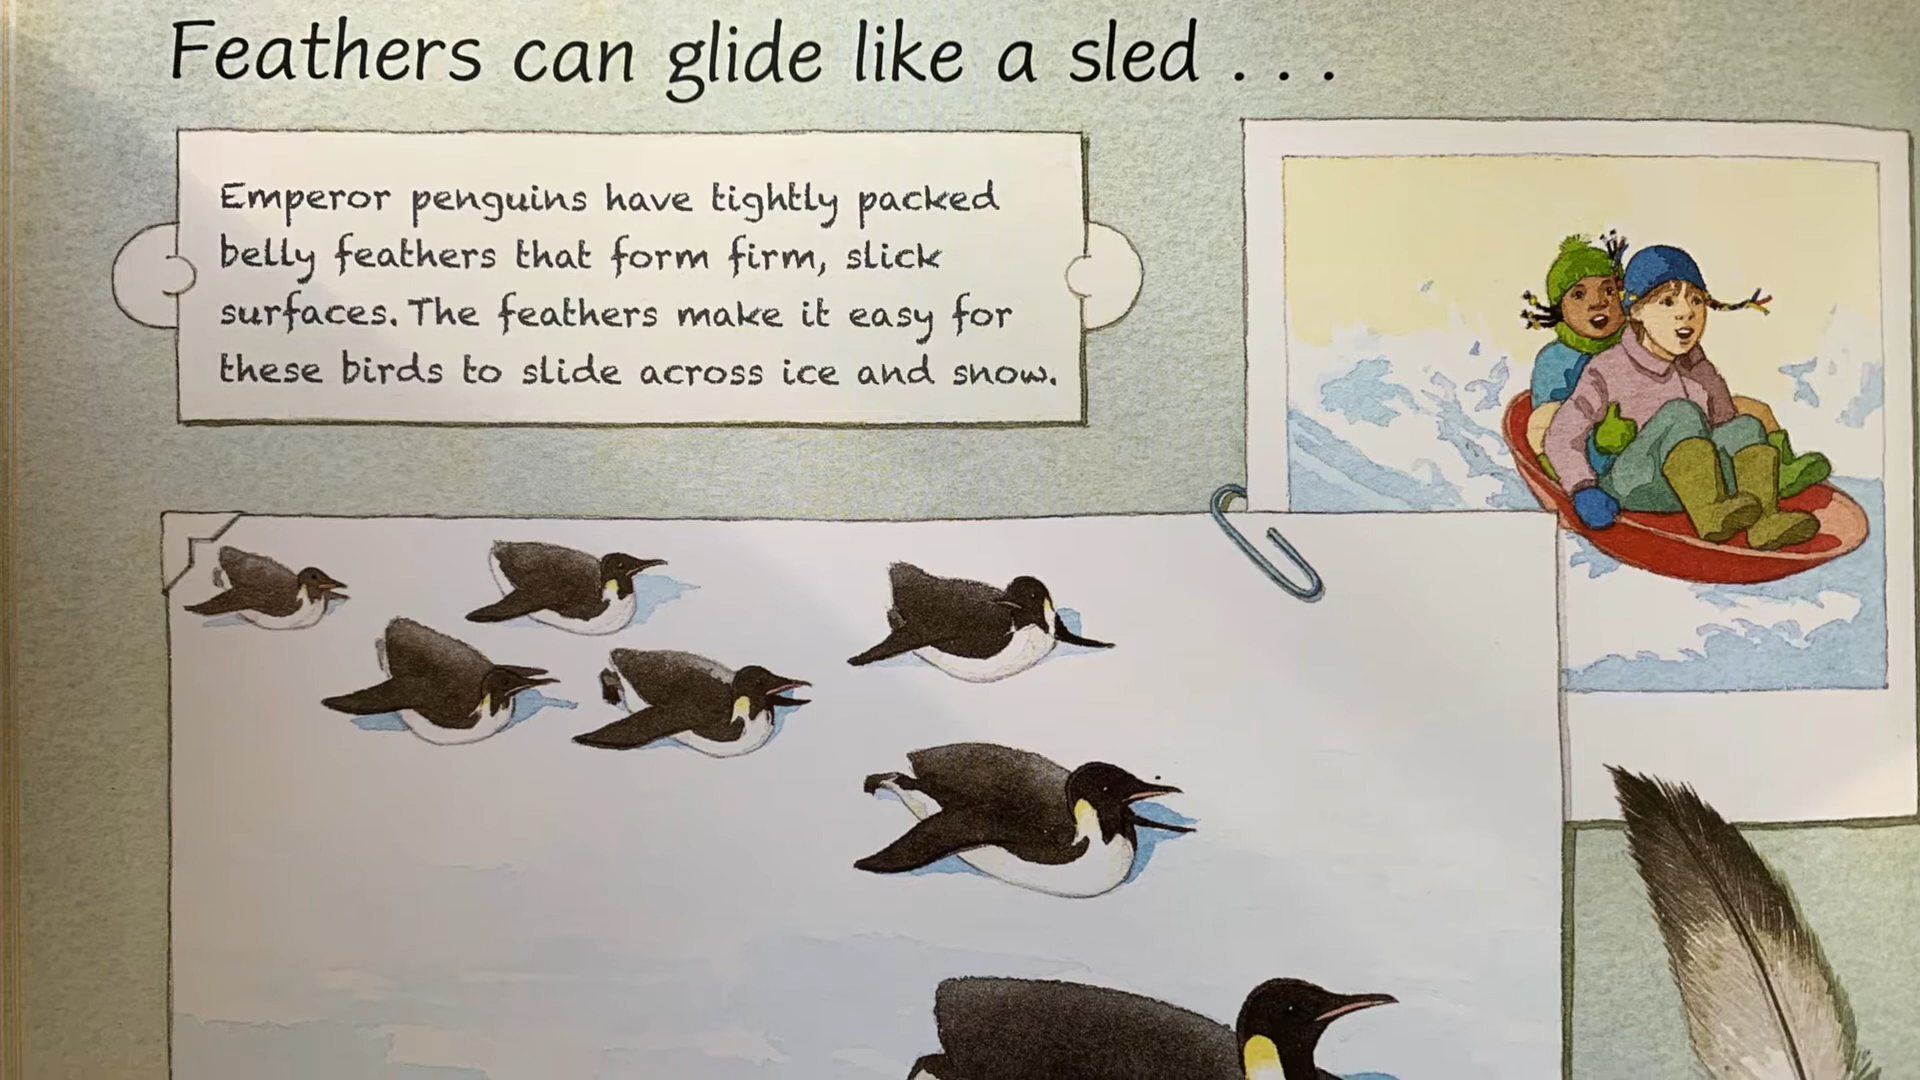 Feathers can glide like a sled . . .
Emperor penguins have tightly packed
belly feathers that form firm, slick
surfaces. The feathers make it easy for
these birds to slide across ice and snow.